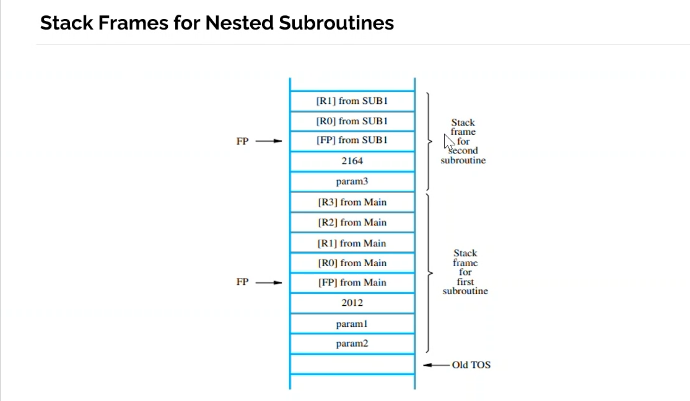 Stack Frames for Nested Subroutines
[R1] from SUB1
[R0] from SUB1
FP
[FP] from SUB1
2164
param3
Stack
frame
for
second
subroutine
[R3] from Main
[R2] from Main
[R1] from Main
[R0] from Main
FP
[FP] from Main
2012
param1
param2
Stack
frame
for
first
subroutine
Old TOS